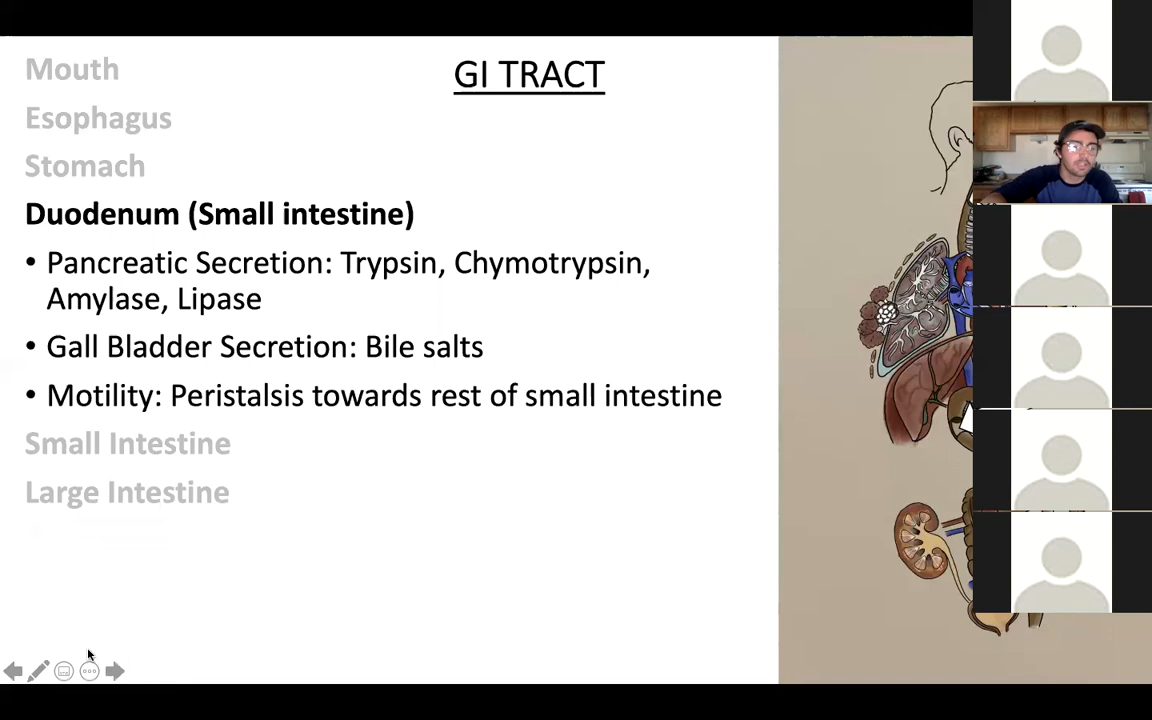 GI TRACT
Mouth
Esophagus
Stomach
Duodenum (Small intestine)
• Pancreatic Secretion: Trypsin, Chymotrypsin,
Amylase, Lipase
• Gall Bladder Secretion: Bile salts
• Motility: Peristalsis towards rest of small intestine
Small Intestine
Large Intestine